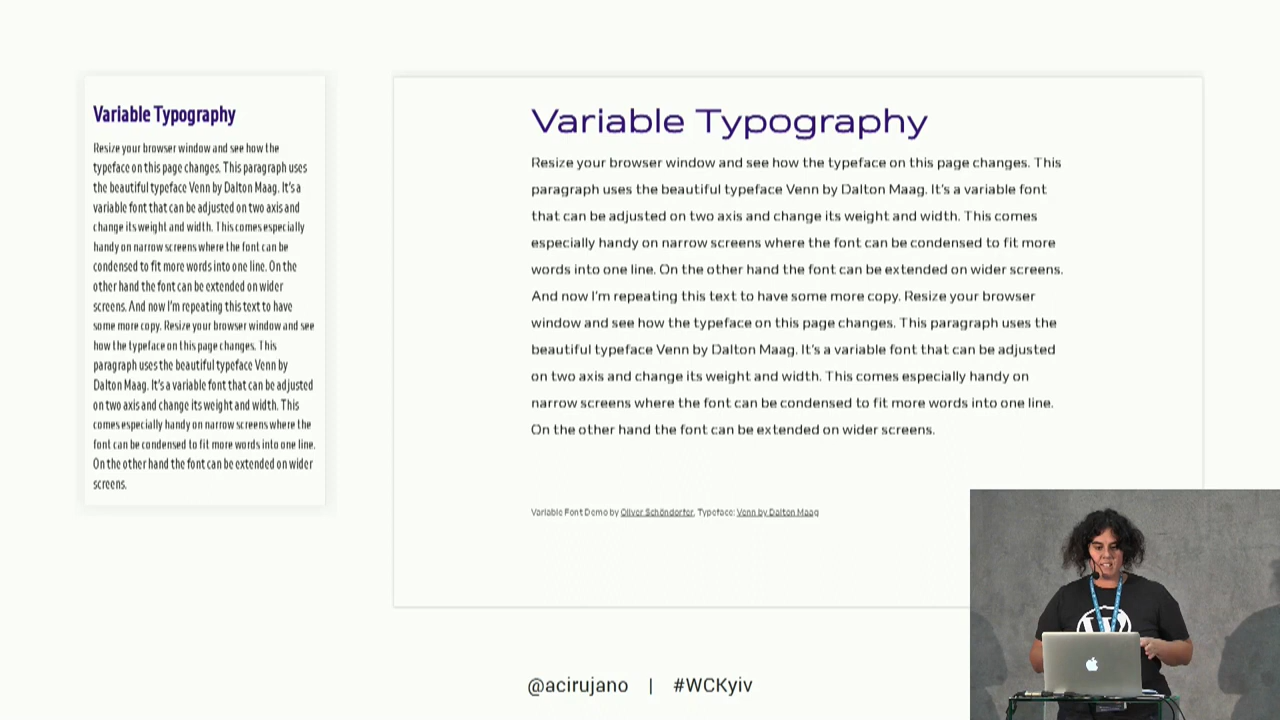 Variable Typography
Resize your browser window and see how the
typeface on this page changes. This paragraph uses
the beautiful typeface Venn by Dalton Maag. It's a
variable font that can be adjusted on two axis and
change its weight and width. This comes especially
handy on narrow screens where the font can be
condensed to fit more words into one line. On the
other hand the font can be extended on wider
screens. And now I'm repeating this text to have
some more copy. Resize your browser window and see
how the typeface on this page changes. This
paragraph uses the beautiful typeface Venn by
Dalton Maag. It's a variable font that can be adjusted
on two axis and change its weight and width. This
comes especially handy on narrow screens where the
font can be condensed to fit more words into one line.
On the other hand the font can be extended on wider
screens.
Variable Typography
Resize your browser window and see how the typeface on this page changes. This
paragraph uses the beautiful typeface Venn by Dalton Maag. It's a variable font
that can be adjusted on two axis and change its weight and width. This comes
especially handy on narrow screens where the font can be condensed to fit more
words into one line. On the other hand the font can be extended on wider screens.
And now I'm repeating this text to have some more copy. Resize your browser
window and see how the typeface on this page changes. This paragraph uses the
beautiful typeface Venn by Dalton Maag. It's a variable font that can be adjusted
on two axis and change its weight and width. This comes especially handy on
narrow screens where the font can be condensed to fit more words into one line.
On the other hand the font can be extended on wider screens.
Variable Font Demo by Oliver Schöndorfer, Typeface: Venn by Dalton Maag
@acirujano | #WCKyiv